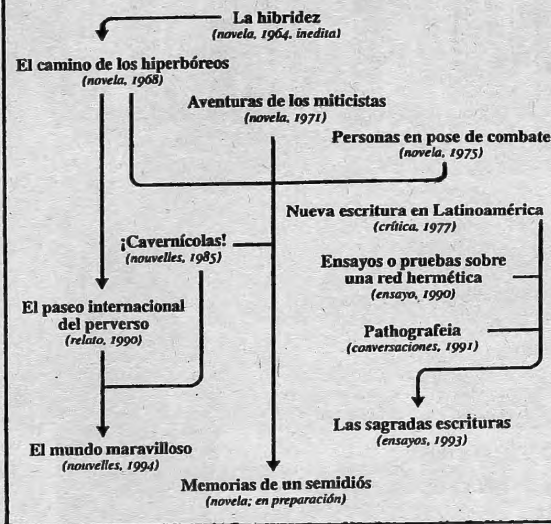 La hibridez
(novela, 1964, inedita)
El camino de los hiperbóreos
(novela, 1968)
Aventuras de los miticistas
(novela, 1971)
Personas en pose de combate
(novela, 1975)
Nueva escritura en Latinoamérica
(crítica, 1977)
¡Cavernícolas!
(nouvelles, 1985)
Ensayos o pruebas sobre
una red hermética
(ensayo, 1990)
El paseo internacional
del perverso
(relato, 1990)
Pathografeia
(conversaciones, 1991)
Las sagradas escrituras
(ensayos, 1993)
El mundo maravilloso
(nouvelles, 1994)
Memorias de un semidiós
(novela; en preparación)